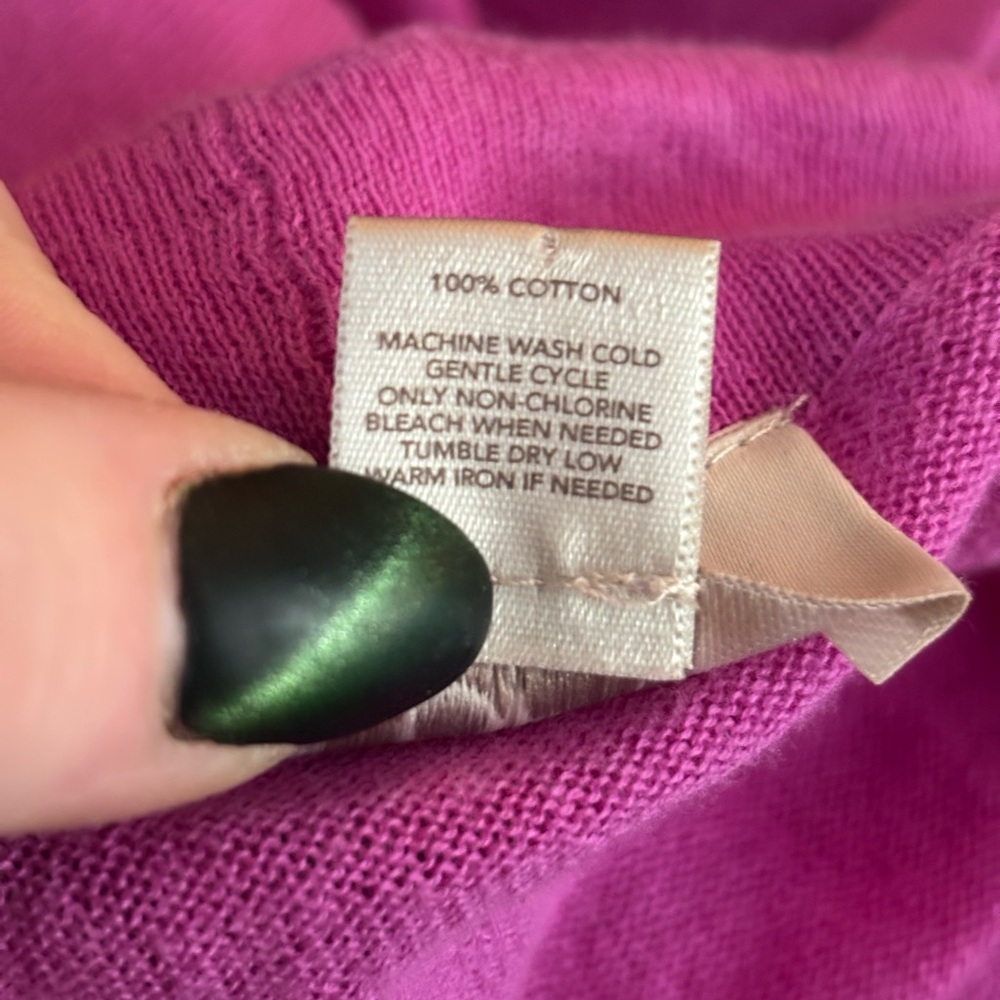 100% COTTON
MACHINE WASH COLD
GENTLE CYCLE
ONLY NON-CHLORINE
BLEACH WHEN NEEDED
TUMBLE DRY LOW
WARM IRON IF NEEDED